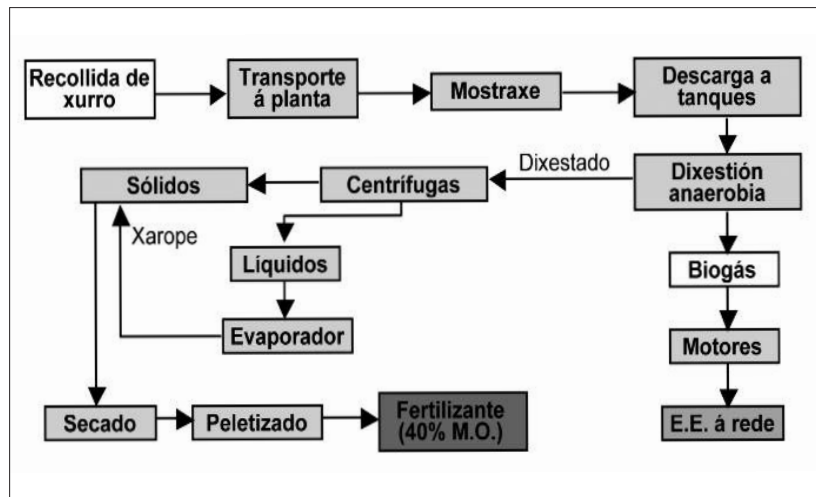 Recollida de
xurro
Transporte
á planta
Mostraxe
Descarga a
tanques
Dixestión
anaerobia
Dixestado
Centrífugas
Sólidos
Xarope
Líquidos
Evaporador
Biogás
Motores
E.E. á rede
Secado
Peletizado
Fertilizante
(40% M.O.)